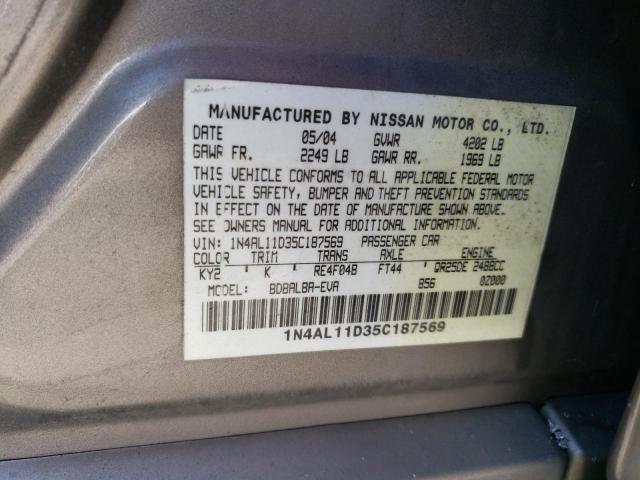 MANUFACTURED BY NISSAN MOTOR CO., LTD.
DATE 05/04 GVWR 4202 LB
GAWR FR. 2249 LB GAWR RR. 1969 LB
THIS VEHICLE CONFORMS TO ALL APPLICABLE FEDERAL MOTOR
VEHICLE SAFETY, BUMPER AND THEFT PREVENTION STANDARDS
IN EFFECT ON THE DATE OF MANUFACTURE SHOWN ABOVE.
SEE OWNERS MANUAL FOR ADDITIONAL INFORMATION.
VIN: 1N4AL11D35C187569 PASSENGER CAR
COLOR TRIM TRANS AXLE ENGINE
KY2 K RE4F04B FT44 QR25DE 2488CC
MODEL: BDBALBA-EVA 856 02000
1N4AL11D35C187569